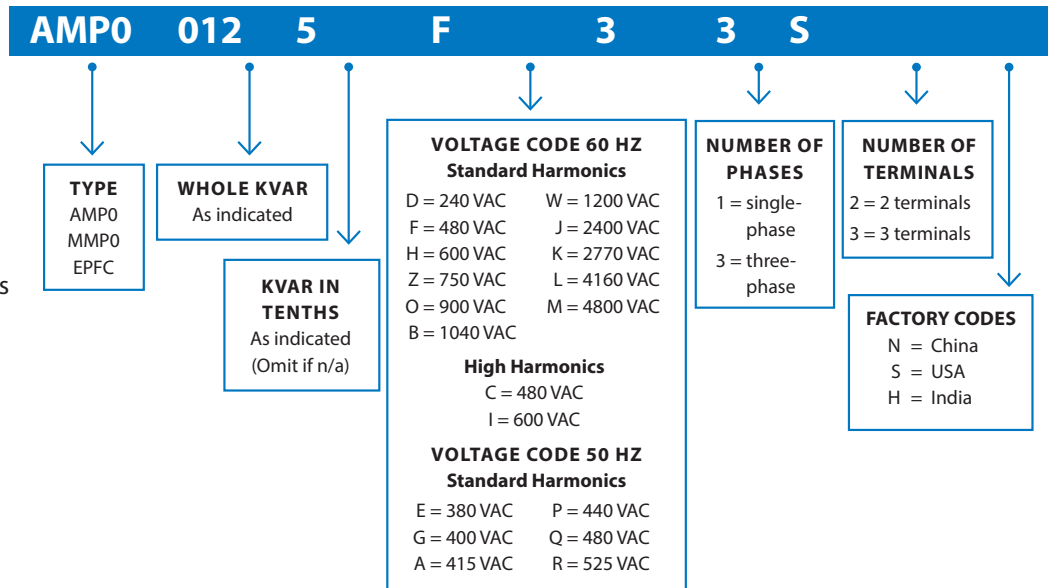 AMP0 012 5 F 3 3 S
TYPE
AMP0
MMP0
EPFC
S
WHOLE KVAR
As indicated
KVAR IN
TENTHS
As indicated
(Omit if n/a)
VOLTAGE CODE 60 HZ
Standard Harmonics
D = 240 VAC W = 1200 VAC
F = 480 VAC J = 2400 VAC
H = 600 VAC K = 2770 VAC
Z = 750 VAC L = 4160 VAC
O = 900 VAC M = 4800 VAC
B = 1040 VAC
High Harmonics
C = 480 VAC
I = 600 VAC
VOLTAGE CODE 50 HZ
Standard Harmonics
E = 380 VAC P = 440 VAC
G = 400 VAC Q = 480 VAC
A = 415 VAC R = 525 VAC
NUMBER OF
PHASES
1 = single-
phase
3 = three-
phase
NUMBER OF
TERMINALS
2 = 2 terminals
3 = 3 terminals
FACTORY CODES
N = China
S = USA
H = India